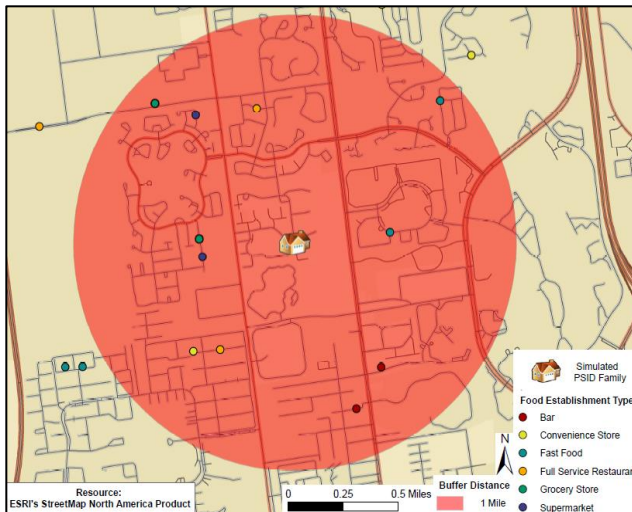 Simulated
PSID Family
Food Establishment Type
Bar
Convenience Store
Fast Food
Full Service Restaurant
Grocery Store
Supermarket
N
Resource:
ESRI's StreetMap North America Product
0 0.25 0.5 Miles
Buffer Distance
1 Mile